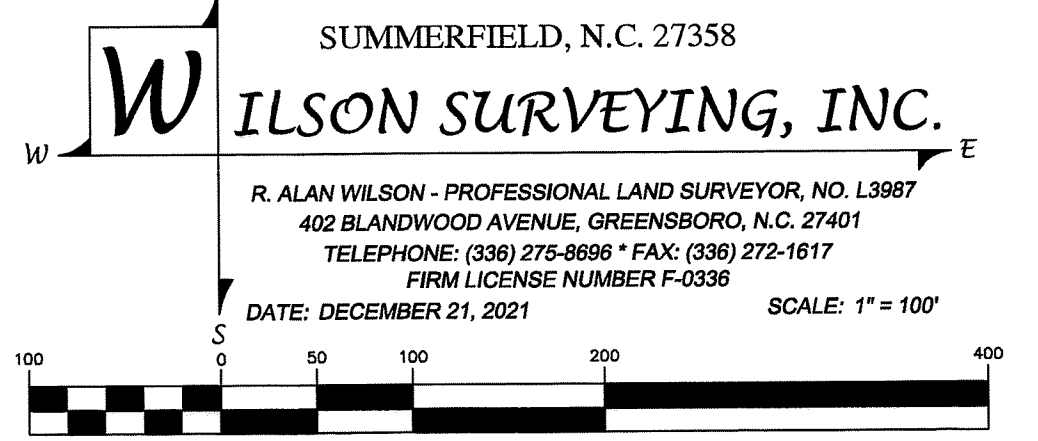 SUMMERFIELD, N.C. 27358
WILSON SURVEYING, INC.
W E
R. ALAN WILSON - PROFESSIONAL LAND SURVEYOR, NO. L3987
402 BLANDWOOD AVENUE, GREENSBORO, N.C. 27401
TELEPHONE: (336) 275-8696 * FAX: (336) 272-1617
FIRM LICENSE NUMBER F-0336
DATE: DECEMBER 21, 2021 SCALE: 1" = 100'
S
100 0 50 100 200 400